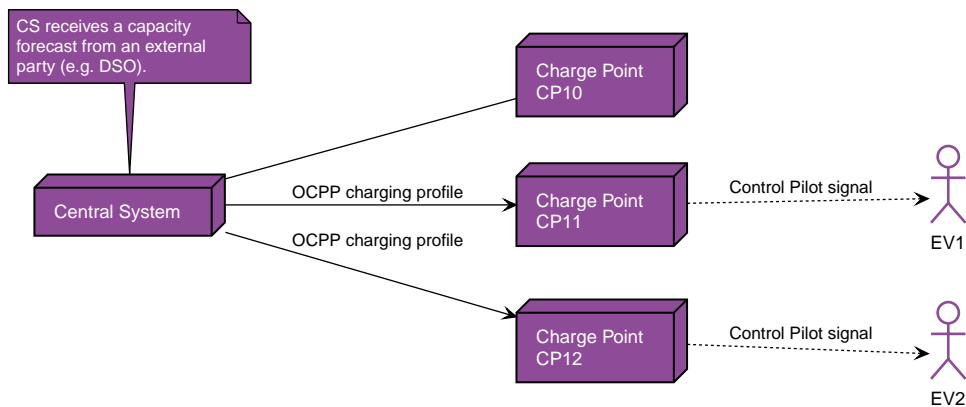 CS receives a capacity
forecast from an external
party (e.g. DSO).
Charge Point
CP10
Central System
OCPP charging profile
Charge Point
CP11
Control Pilot signal
EV1
OCPP charging profile
Charge Point
CP12
Control Pilot signal
EV2